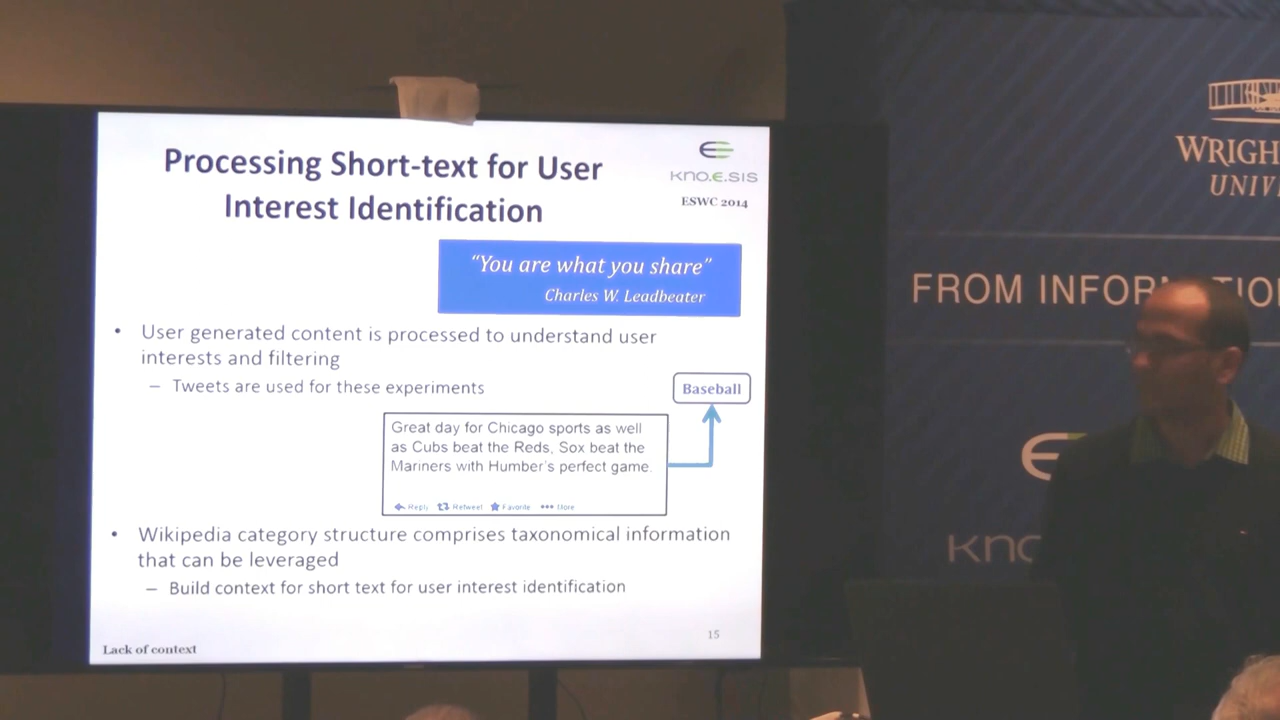 Processing Short-text for User
Interest Identification
KNO.E.SIS
ESWC 2014
“You are what you share”
Charles W. Leadbeater
• User generated content is processed to understand user
interests and filtering
– Tweets are used for these experiments
Baseball
Great day for Chicago sports as well
as Cubs beat the Reds, Sox beat the
Mariners with Humber's perfect game.
Reply Retweet Favorite More
• Wikipedia category structure comprises taxonomical information
that can be leveraged
– Build context for short text for user interest identification
15
Lack of context
WRIGH
UNIV
FROM INFOR TIO
KNO